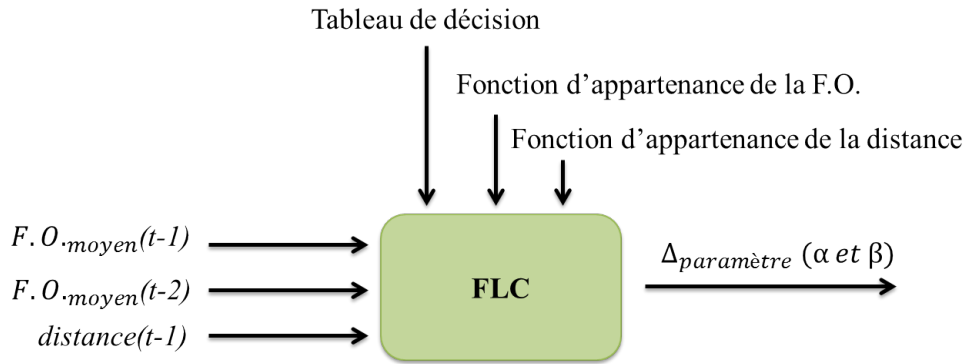 Tableau de décision
Fonction d'appartenance de la F.O.
Fonction d'appartenance de la distance
F.O.moyen(t-1)
F.O.moyen(t-2)
distance(t-1)
FLC
Δparamètre (α et β)